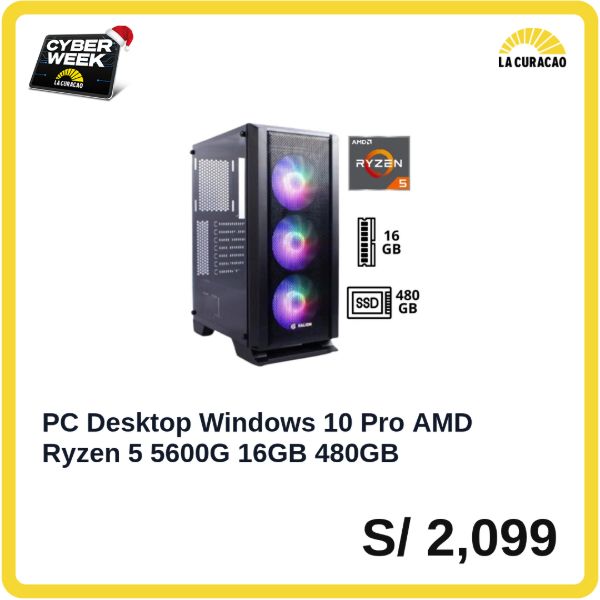 CYBER
WEEK
LA CURACAO
LA CURACAO
AMD
RYZEN
5
16
GB
SSD
480
GB
PC Desktop Windows 10 Pro AMD
Ryzen 5 5600G 16GB 480GB
S/ 2,099